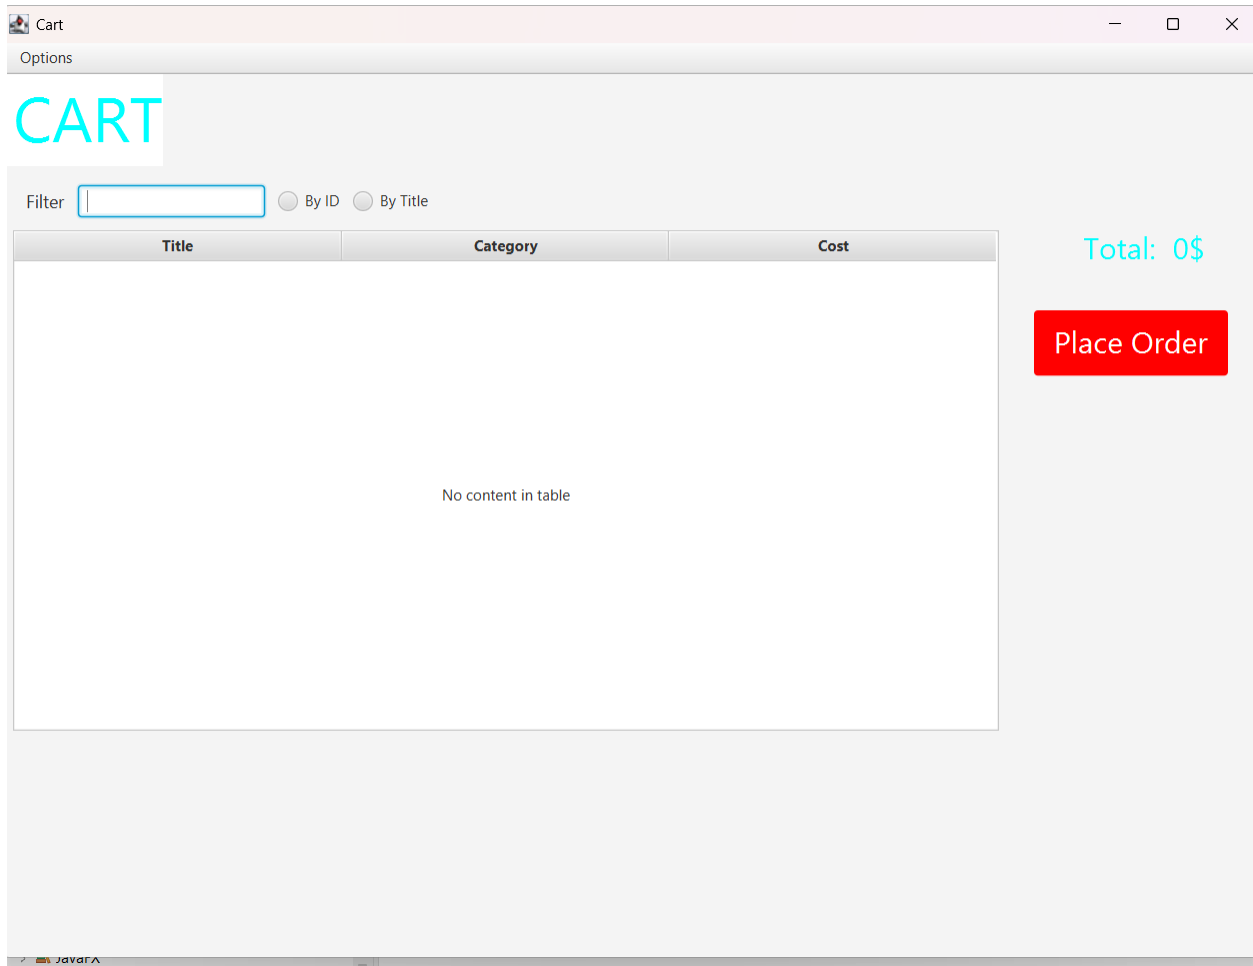 Cart
Options
CART
Filter By ID By Title
Title Category Cost
Total: 0$
Place Order
No content in table
JavaFX